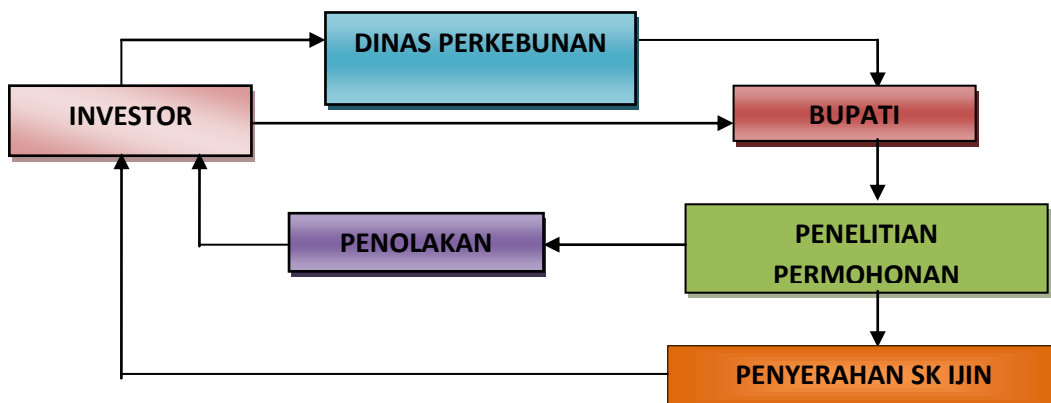 DINAS PERKEBUNAN
INVESTOR
BUPATI
PENOLAKAN
PENELITIAN
PERMOHONAN
PENYERAHAN SK IJIN